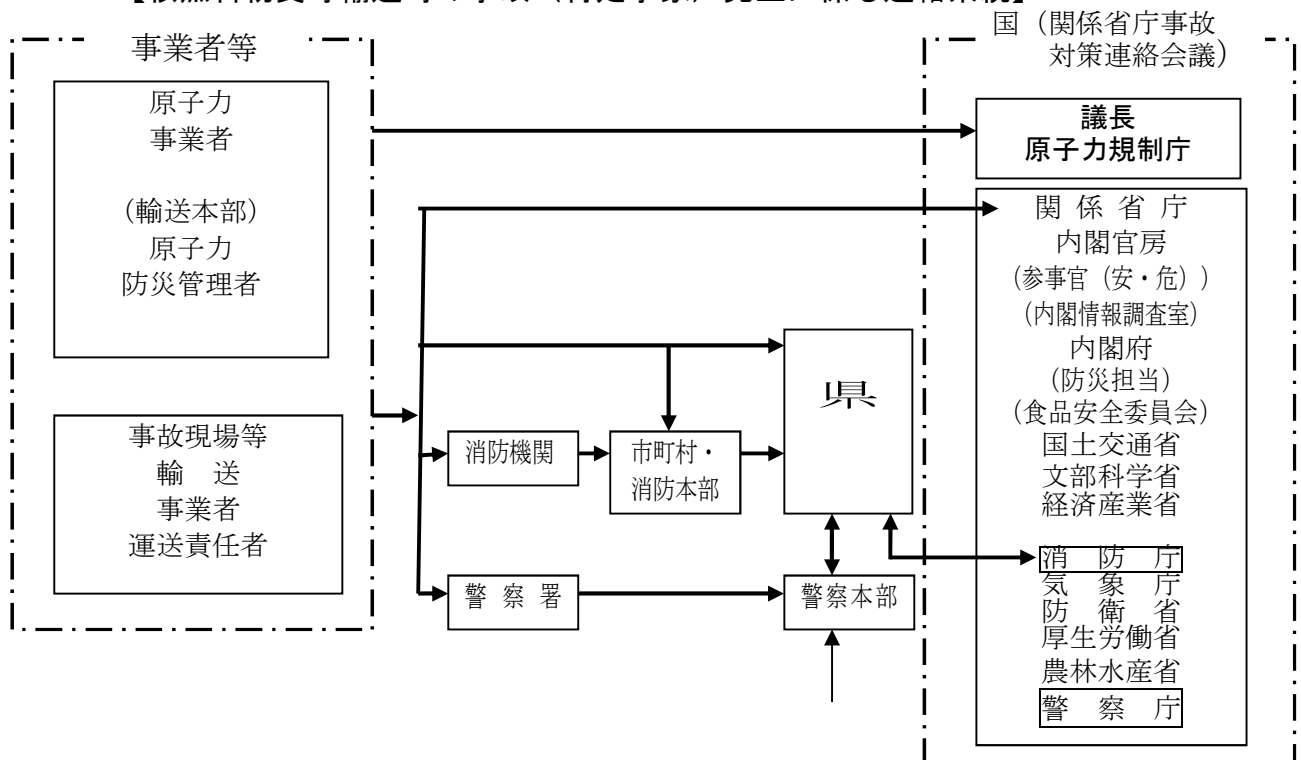 事業者等
原子力
事業者
(輸送本部)
原子力
防災管理者
事故現場等
輸 送
事業者
運送責任者
消防機関
市町村・
消防本部
警 察 署
県
警察本部
国(関係省庁事故
対策連絡会議)
議長
原子力規制庁
関 係 省 庁
内閣官房
(参事官(安・危))
(内閣情報調査室)
内閣府
(防災担当)
(食品安全委員会)
国土交通省
文部科学省
経済産業省
消 防 庁
気 象 庁
防 衛 省
厚生労働省
農林水産省
警 察 庁